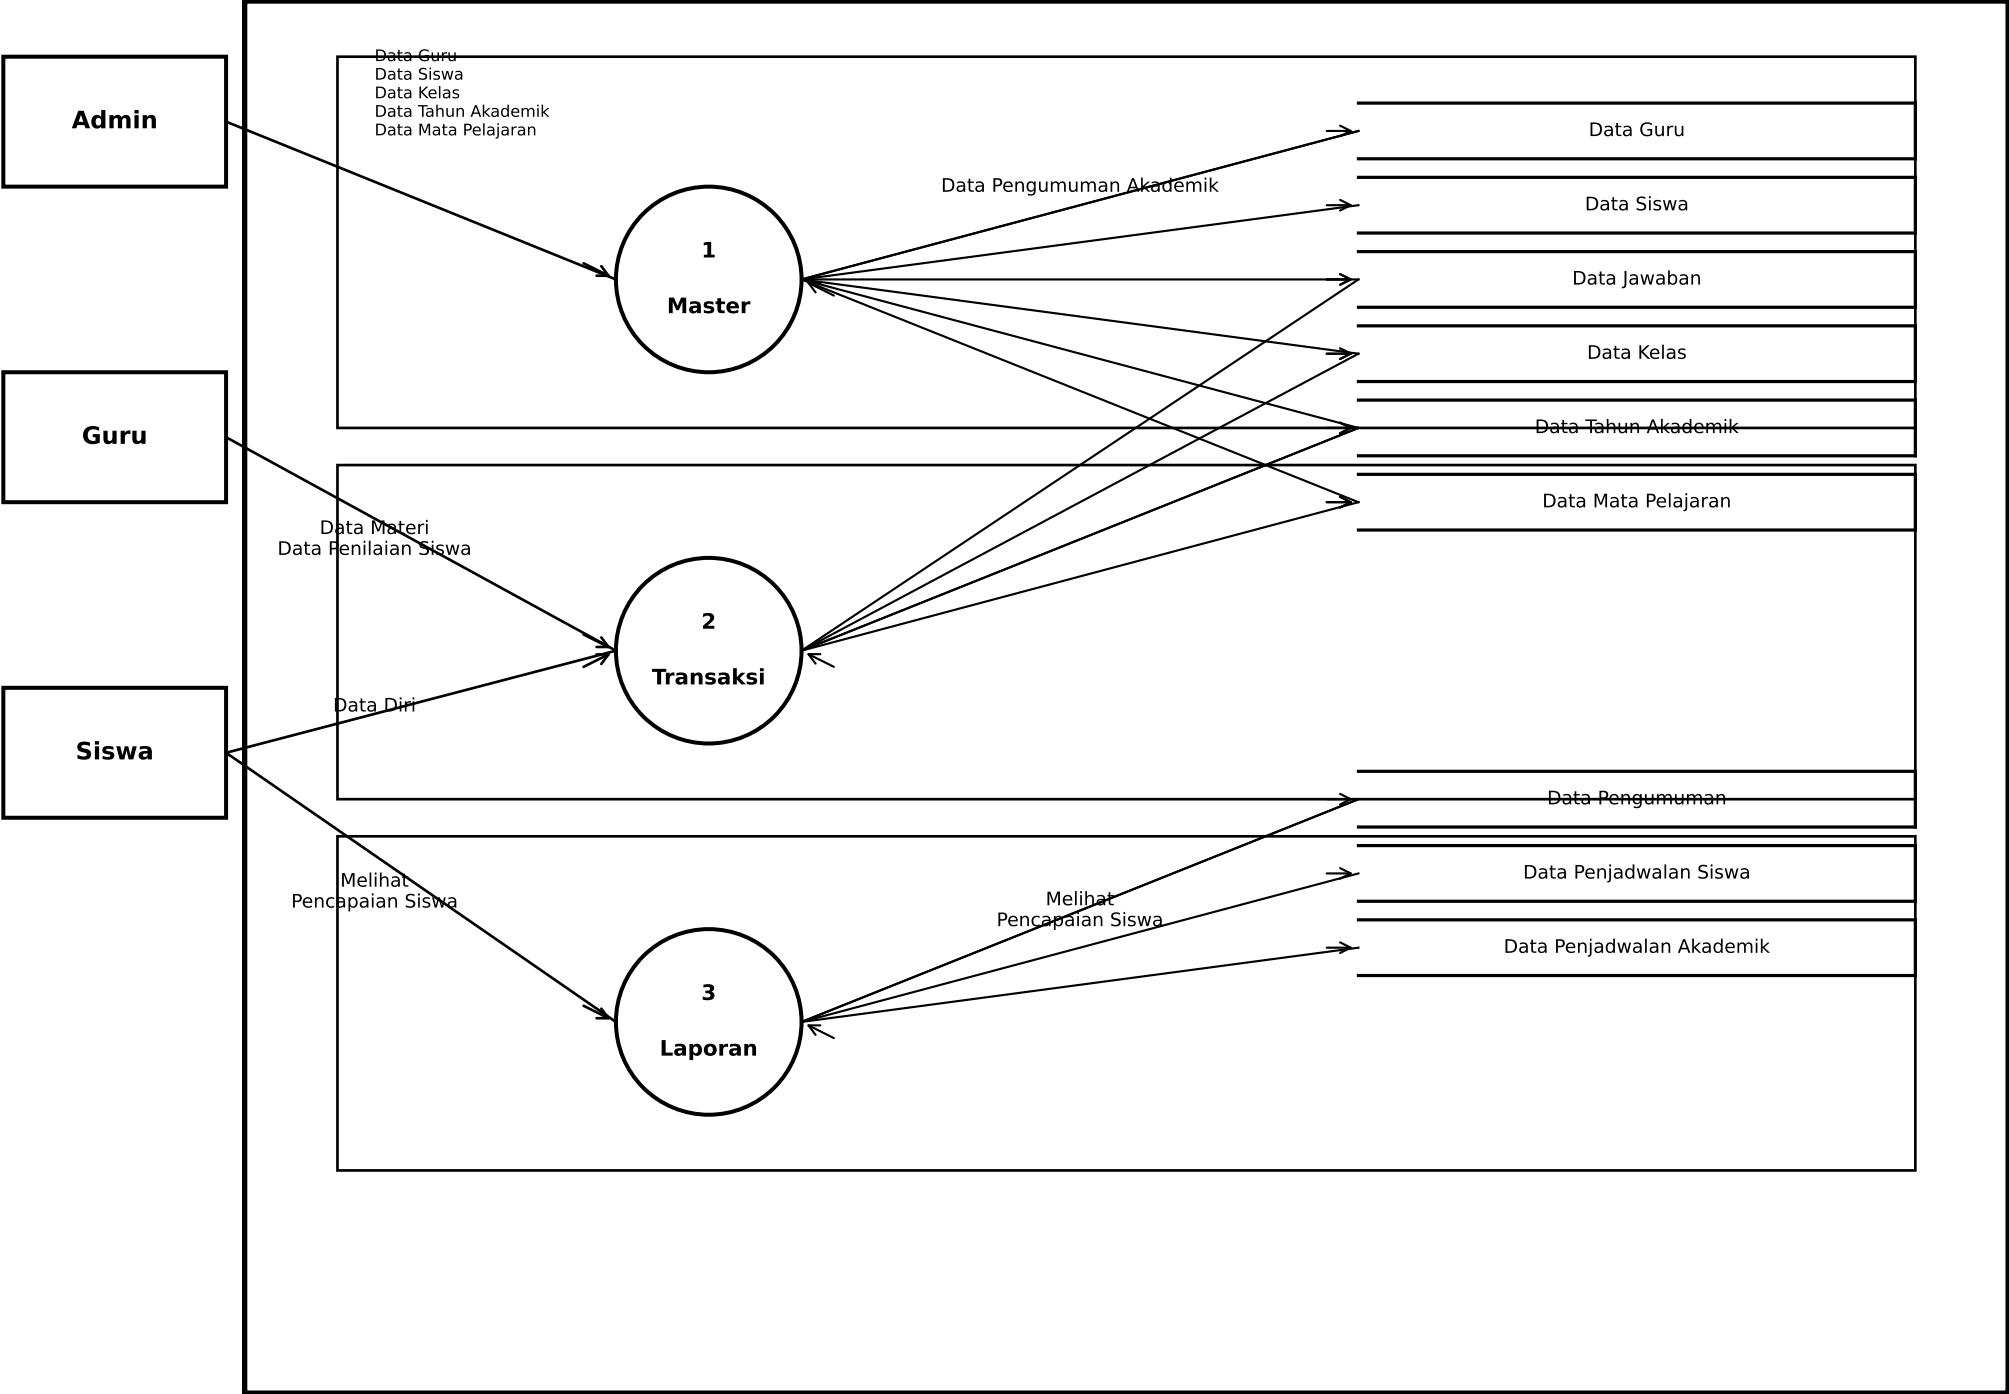 Data Guru
Data Siswa
Data Kelas
Data Tahun Akademik
Data Mata Pelajaran
Admin
Guru
Siswa
1
Master
Data Pengumuman Akademik
Data Guru
Data Siswa
Data Jawaban
Data Kelas
Data Tahun Akademik
Data Mata Pelajaran
Data Materi
Data Penilaian Siswa
2
Transaksi
Data Diri
Data Pengumuman
Data Penjadwalan Siswa
Data Penjadwalan Akademik
Melihat
Pencapaian Siswa
Melihat
Pencapaian Siswa
3
Laporan